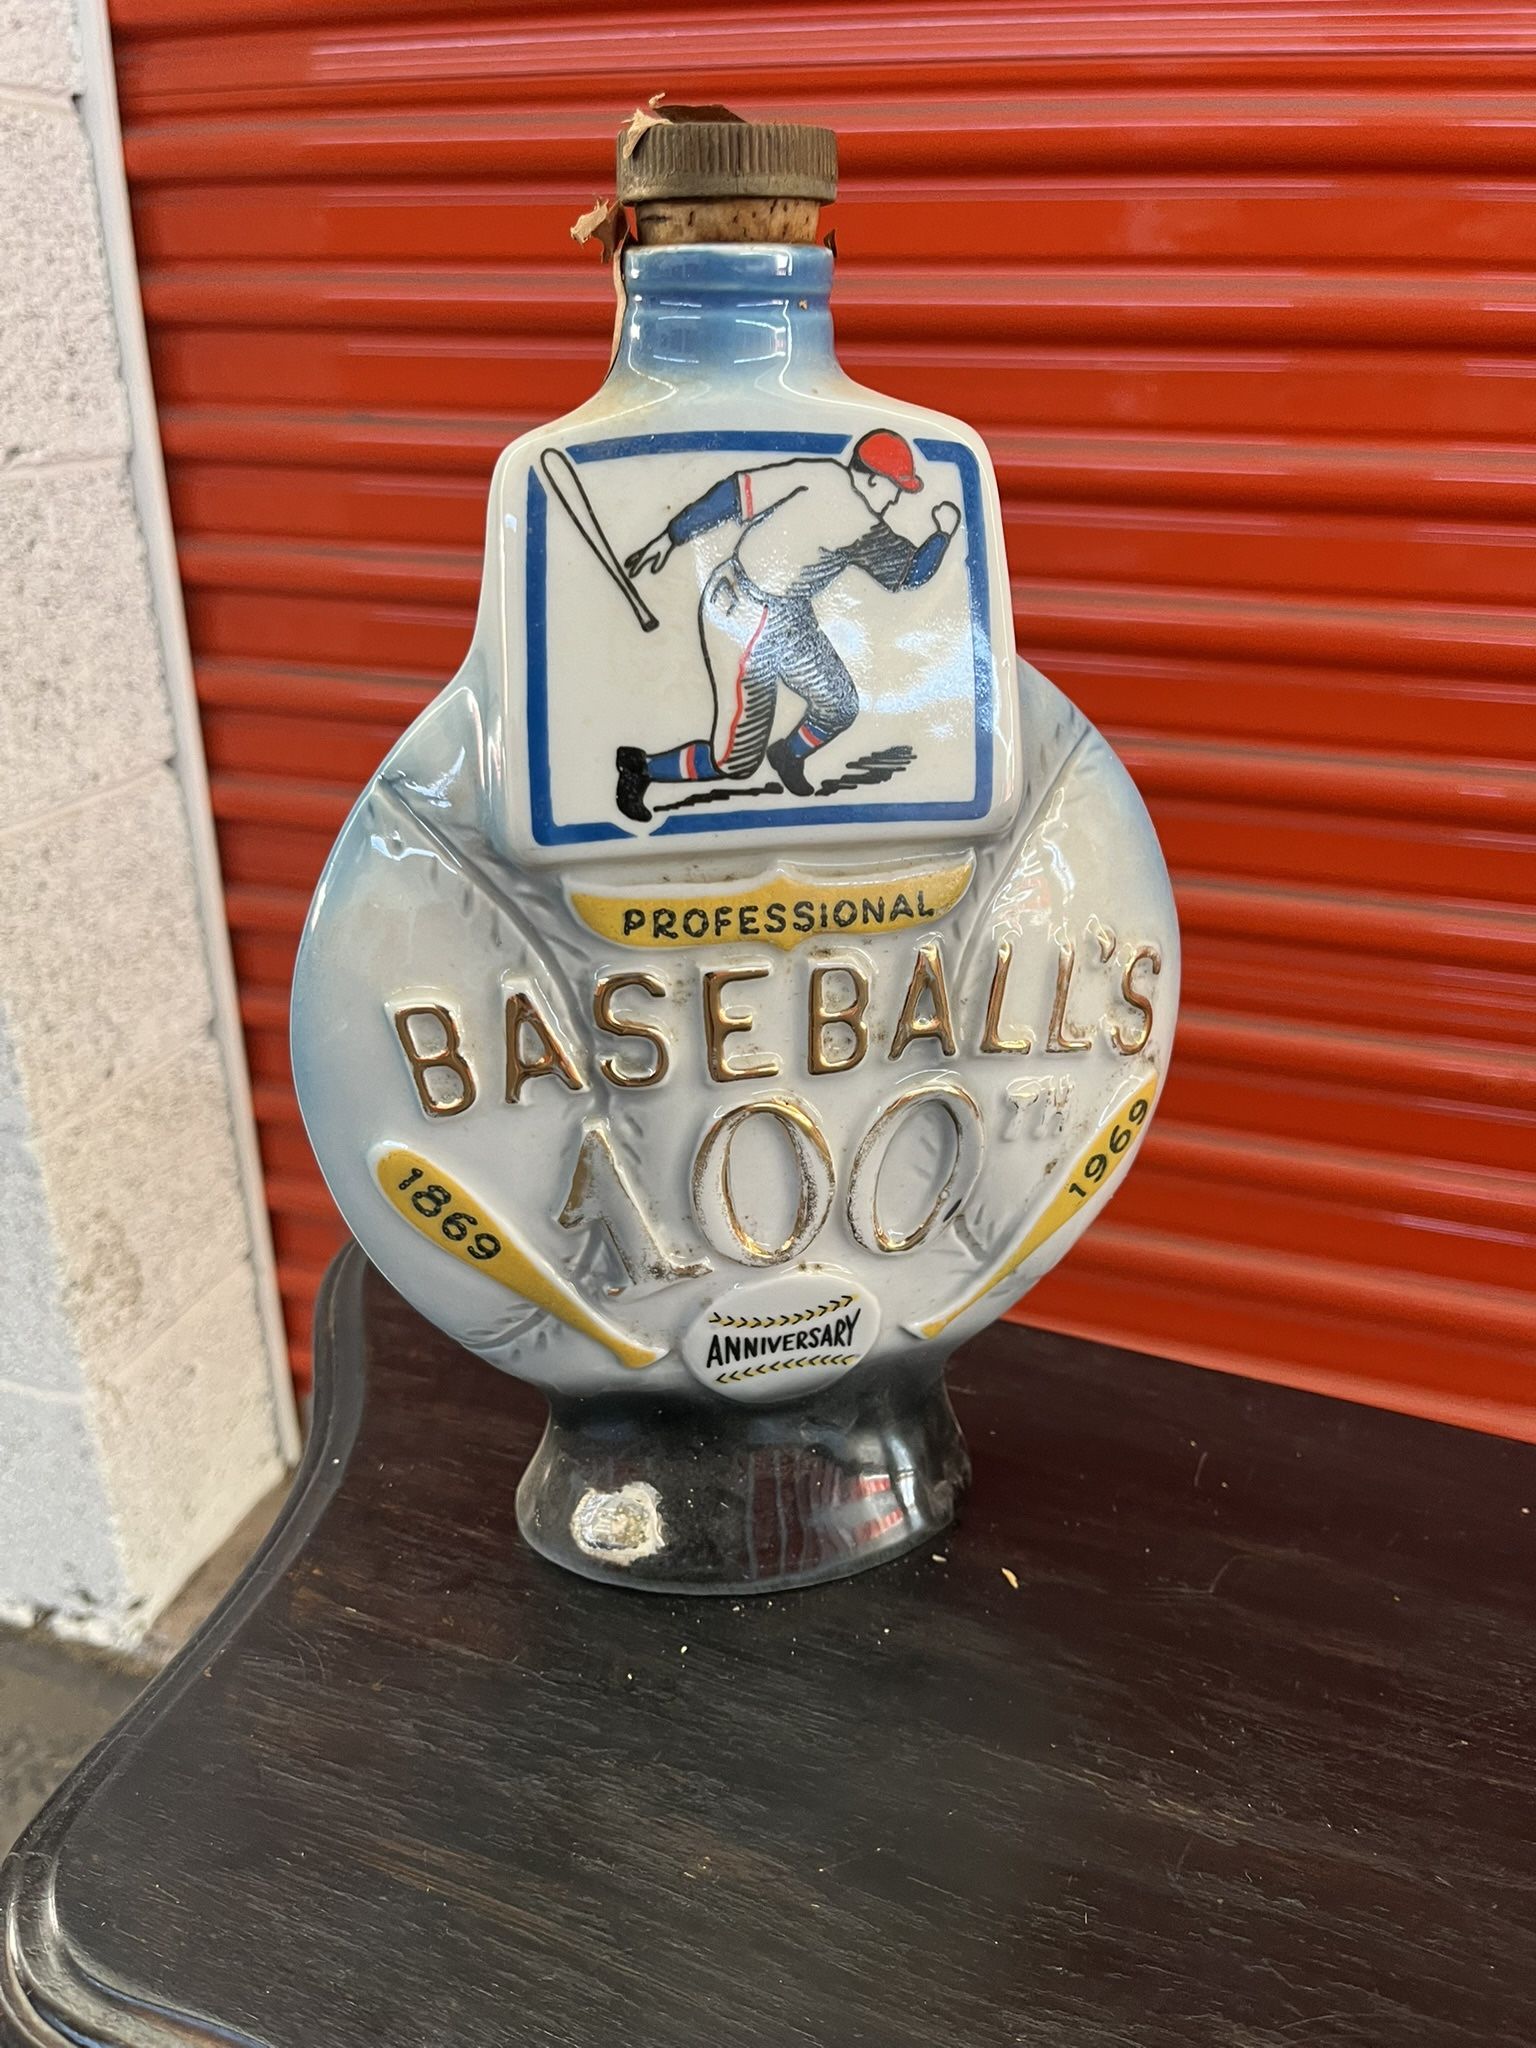 PROFESSIONAL
BASEBALL'S
100TH
1869
1969
ANNIVERSARY